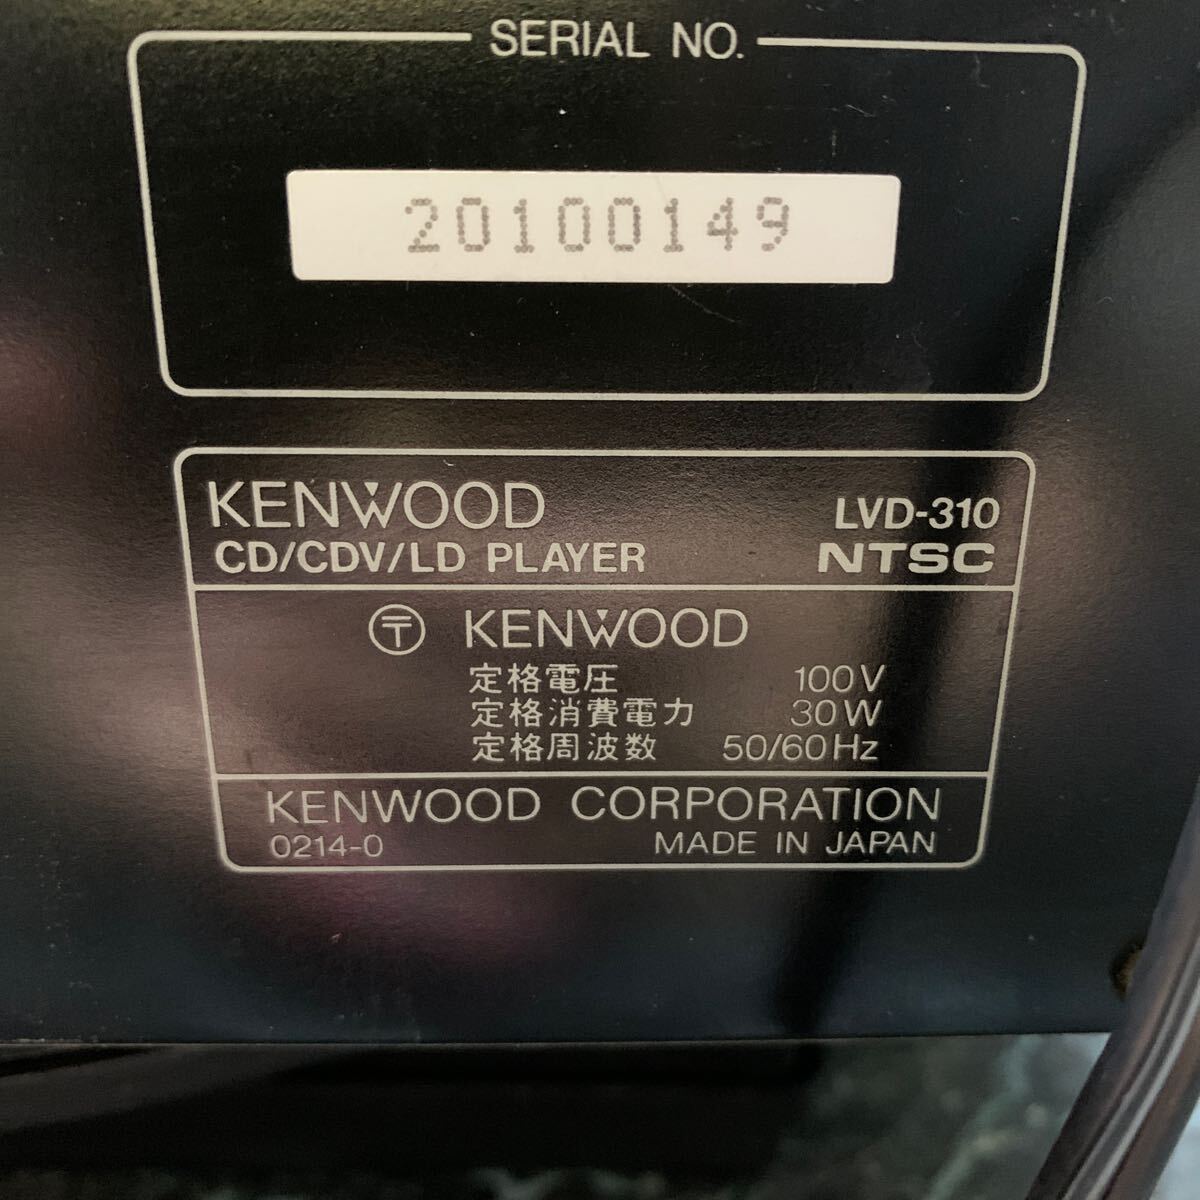 SERIAL NO.
20100149
KENWOOD LVD-310
CD/CDV/LD PLAYER NTSC
〶 KENWOOD
定格電圧 100V
定格消費電力 30W
定格周波数 50/60Hz
KENWOOD CORPORATION
0214-0 MADE IN JAPAN